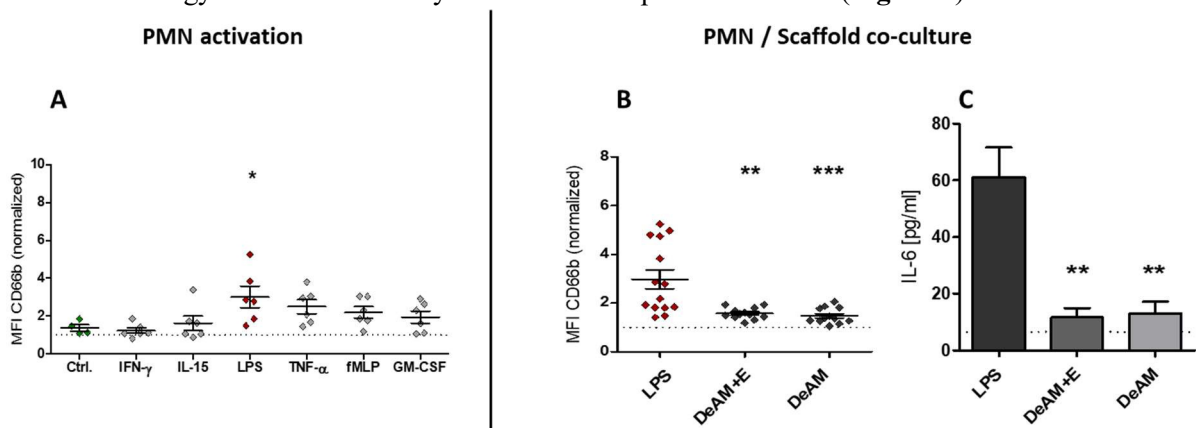 PMN activation
PMN / Scaffold co-culture
A
MFI CD66b (normalized)
10
8
6
4
2
0
*
Ctrl. IFN-γ IL-15 LPS TNF-α fMLP GM-CSF
B
MFI CD66b (normalized)
8
6
4
2
0
** ***
LPS DeAM+E DeAM
C
IL-6 [pg/ml]
80
60
40
20
0
** **
LPS DeAM+E DeAM